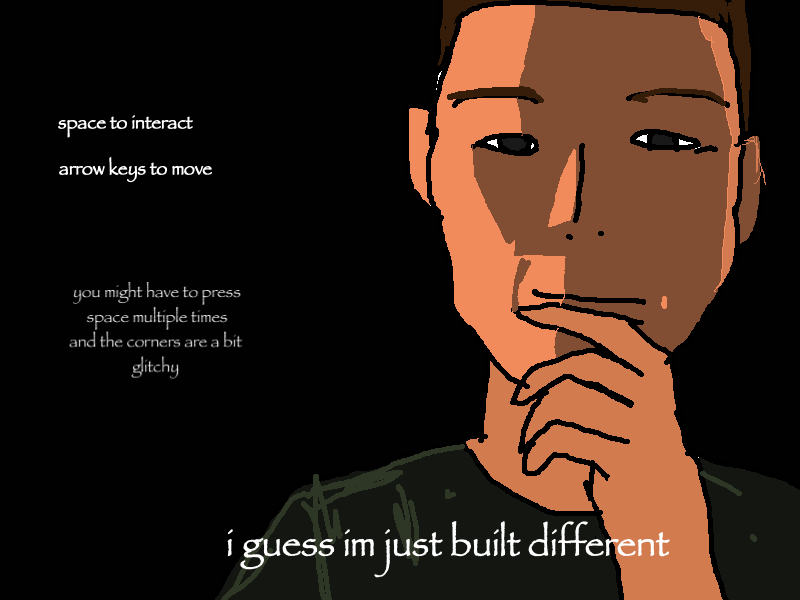 space to interact
arrow keys to move
you might have to press
space multiple times
and the corners are a bit
glitchy
i guess im just built different